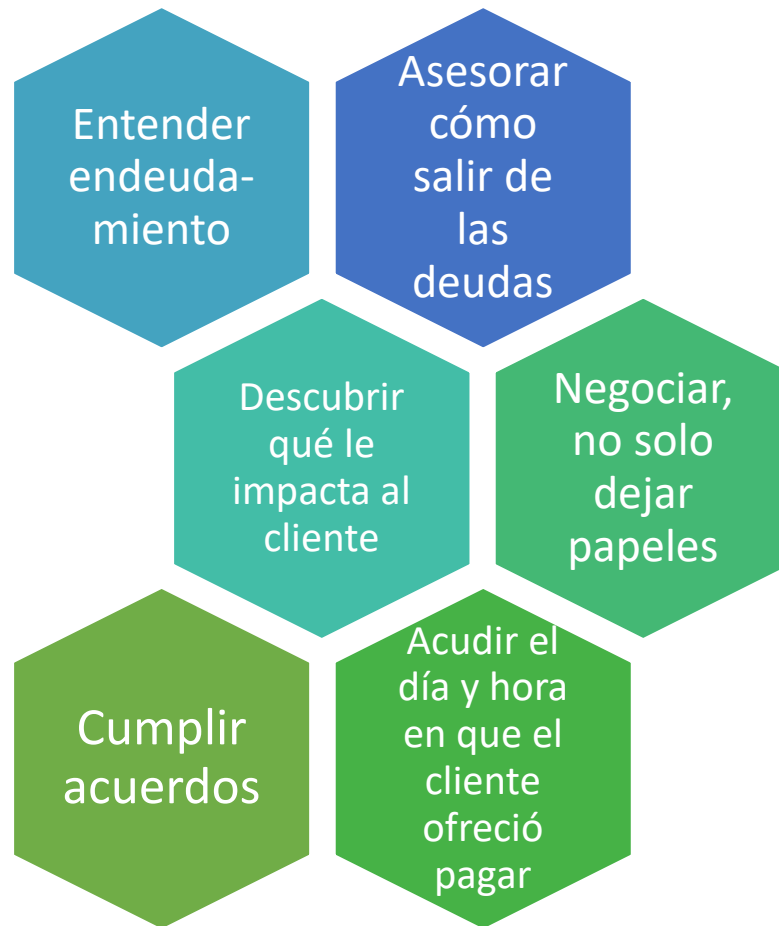 Entender
endeuda-
miento
Asesorar
cómo
salir de
las
deudas
Descubrir
qué le
impacta al
cliente
Negociar,
no solo
dejar
papeles
Cumplir
acuerdos
Acudir el
día y hora
en que el
cliente
ofreció
pagar